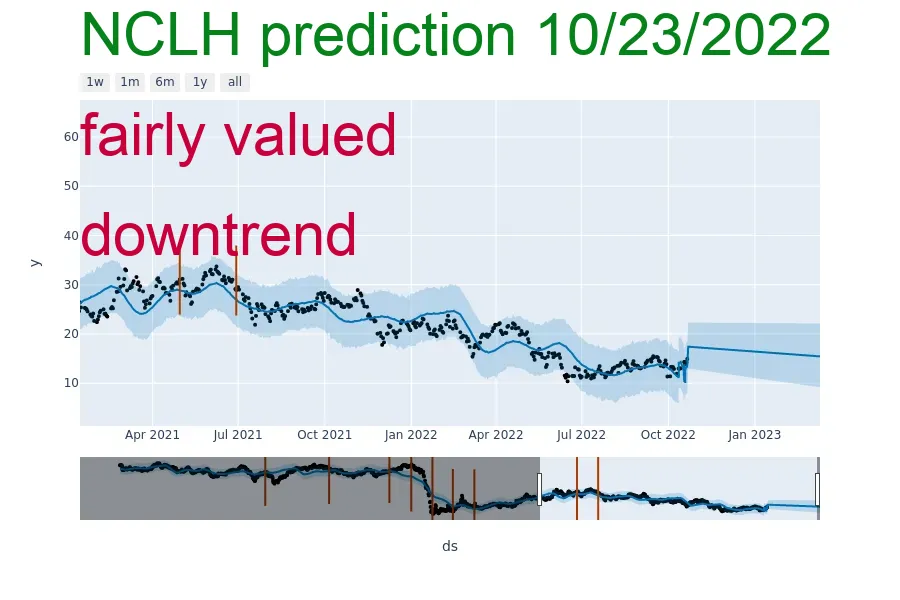 NCLH prediction 10/23/2022
1w 1m 6m 1y all
fairly valued
downtrend
60
50
40
30
20
10
y
Apr 2021 Jul 2021 Oct 2021 Jan 2022 Apr 2022 Jul 2022 Oct 2022 Jan 2023
ds